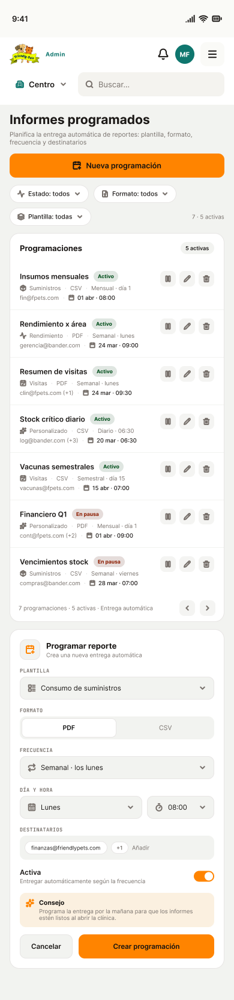 9:41
Friendly-Pets
Admin
MF
Centro
Buscar...
Informes programados
Planifica la entrega automática de reportes: plantilla, formato,
frecuencia y destinatarios
Nueva programación
Estado: todos
Formato: todos
Plantilla: todas
7 · 5 activas
Programaciones
5 activas
Insumos mensuales Activo
Suministros · CSV · Mensual · día 1
fin@fpets.com · 01 abr · 08:00
Rendimiento x área Activo
Rendimiento · PDF · Semanal · lunes
gerencia@bander.com · 24 mar · 09:00
Resumen de visitas Activo
Visitas · PDF · Semanal · lunes
clin@fpets.com (+1) · 24 mar · 09:30
Stock crítico diario Activo
Personalizado · CSV · Diario · 06:30
log@bander.com (+3) · 20 mar · 06:30
Vacunas semestrales Activo
Visitas · CSV · Semestral · día 15
vacunas@fpets.com · 15 abr · 07:00
Financiero Q1 En pausa
Personalizado · PDF · Mensual · día 1
cont@fpets.com (+2) · 01 abr · 09:00
Vencimientos stock En pausa
Suministros · CSV · Semanal · viernes
compras@bander.com · 28 mar · 07:00
7 programaciones · 5 activas · Entrega automática
Programar reporte
Crea una nueva entrega automática
PLANTILLA
Consumo de suministros
FORMATO
PDF
CSV
FRECUENCIA
Semanal · los lunes
DÍA Y HORA
Lunes
08:00
DESTINATARIOS
finanzas@friendlypets.com
+1
Añadir
Activa
Entregar automáticamente según la frecuencia
Consejo
Programa la entrega por la mañana para que los informes
estén listos al abrir la clínica.
Cancelar
Crear programación